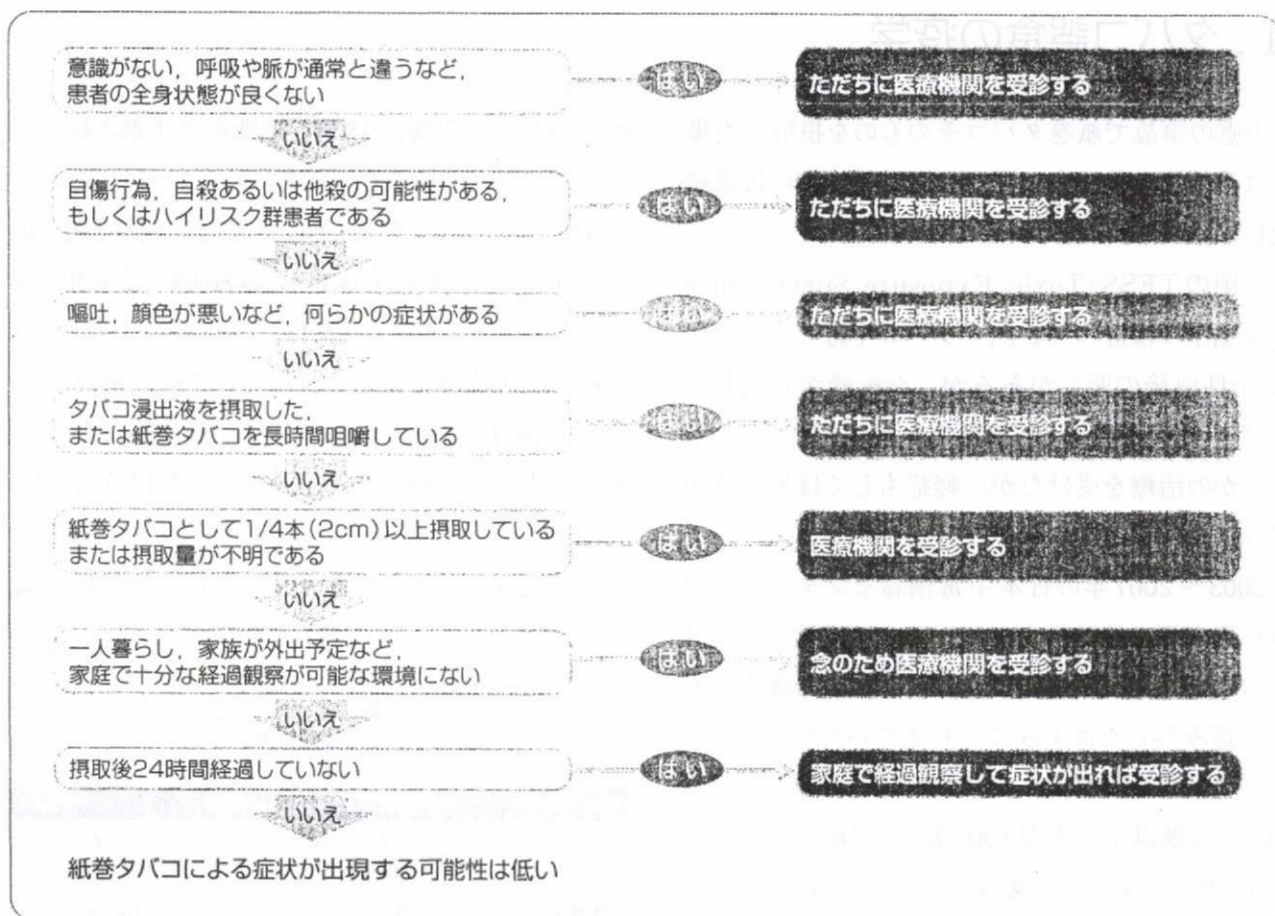 意識がない，呼吸や脈が通常と違うなど，
患者の全身状態が良くない
はい
ただちに医療機関を受診する
いいえ
自傷行為，自殺あるいは他殺の可能性がある，
もしくはハイリスク群患者である
はい
ただちに医療機関を受診する
いいえ
嘔吐，顔色が悪いなど，何らかの症状がある
はい
ただちに医療機関を受診する
いいえ
タバコ浸出液を摂取した，
または紙巻タバコを長時間咀嚼している
はい
ただちに医療機関を受診する
いいえ
紙巻タバコとして1/4本（2cm）以上摂取している
または摂取量が不明である
はい
医療機関を受診する
いいえ
一人暮らし，家族が外出予定など，
家庭で十分な経過観察が可能な環境にない
はい
念のため医療機関を受診する
いいえ
摂取後24時間経過していない
はい
家庭で経過観察して症状が出れば受診する
いいえ
紙巻タバコによる症状が出現する可能性は低い